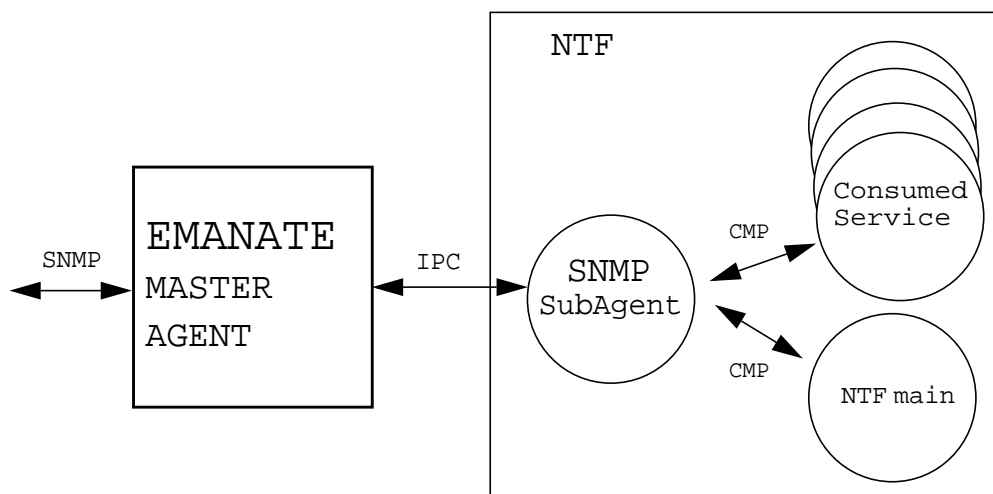 NTF
Consumed
Service
CMP
SNMP
EMANATE
MASTER
AGENT
IPC
SNMP
SubAgent
CMP
NTF main